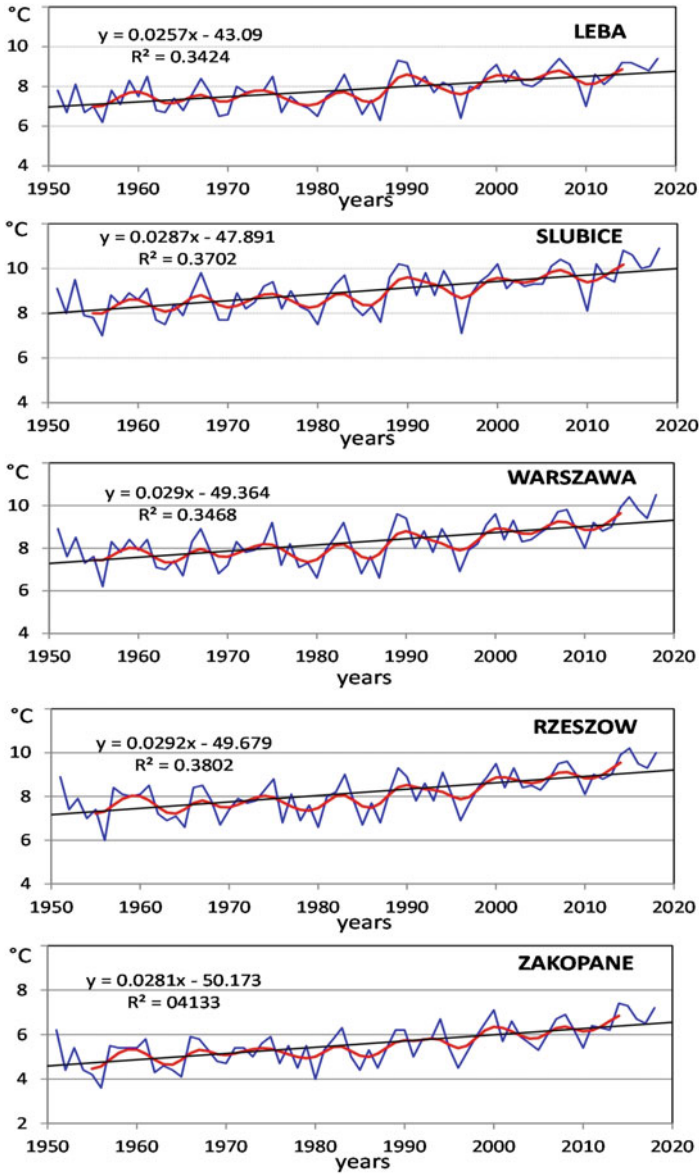 °C
y = 0.0257x - 43.09
LEBA
R² = 0.3424
10
8
6
4
1950 1960 1970 1980 1990 2000 2010 2020
years
°C
y = 0.0287x - 47.891
SLUBICE
R² = 0.3702
10
8
6
4
1950 1960 1970 1980 1990 2000 2010 2020
years
°C
WARSZAWA
y = 0.029x - 49.364
R² = 0.3468
10
8
6
4
1950 1960 1970 1980 1990 2000 2010 2020
years
°C
RZESZOW
y = 0.0292x - 49.679
R² = 0.3802
10
8
6
4
1950 1960 1970 1980 1990 2000 2010 2020
years
°C
ZAKOPANE
y = 0.0281x - 50.173
R² = 04133
8
6
4
2
1950 1960 1970 1980 1990 2000 2010 2020
years